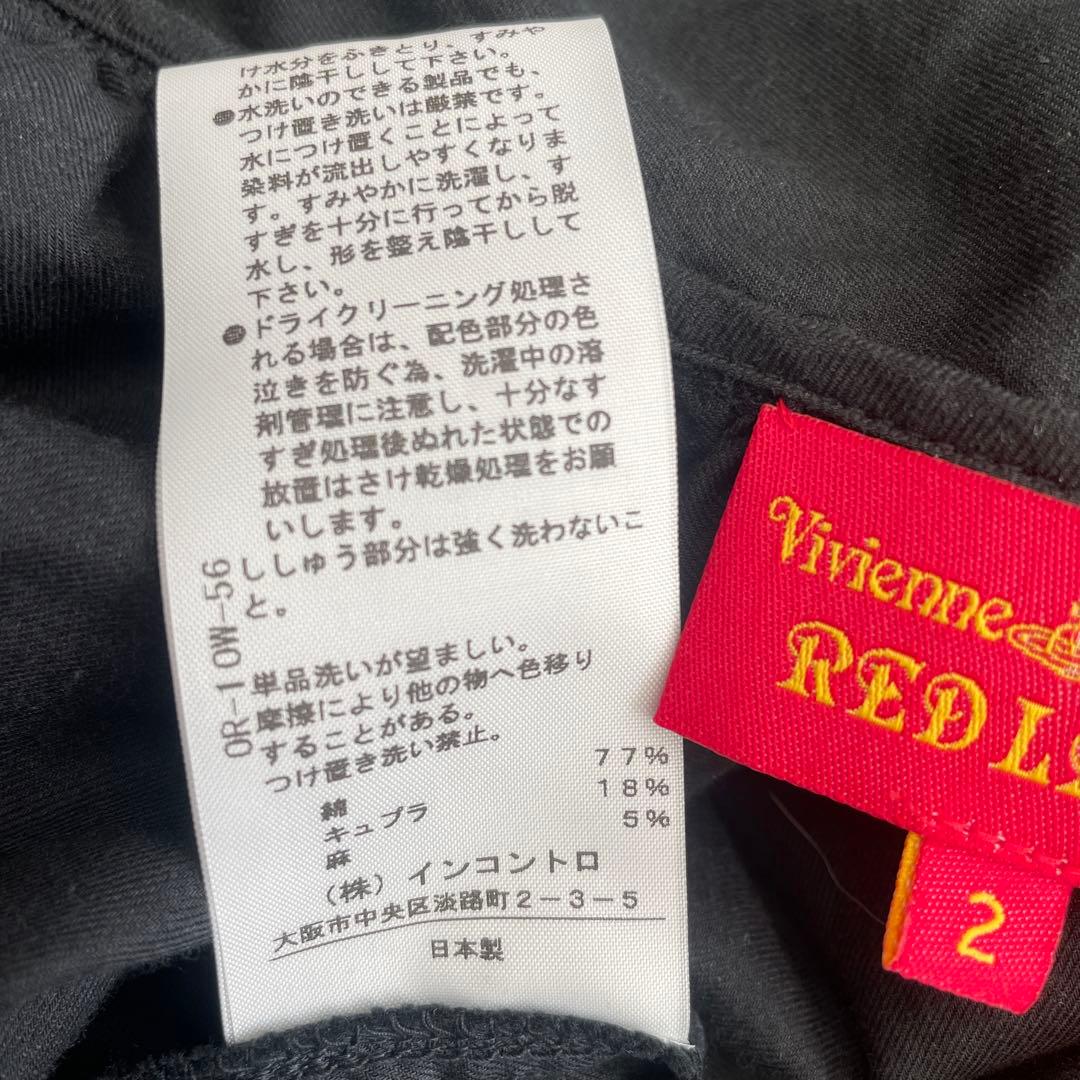 け水分をふきとり、すみや
かに陰干しして下さい。
●水洗いのできる製品でも、
つけ置き洗いは厳禁です。
水につけ置くことによって
染料が流出しやすくなりま
す。すみやかに洗濯し、す
すぎを十分に行ってから脱
水し、形を整え陰干しして
下さい。
●ドライクリーニング処理さ
れる場合は、配色部分の色
泣きを防ぐ為、洗濯中の溶
剤管理に注意し、十分なす
すぎ処理後ぬれた状態での
放置はさけ乾燥処理をお願
いします。
ししゅう部分は強く洗わないこ
と。
単品洗いが望ましい。
摩擦により他の物へ色移り
することがある。
つけ置き洗い禁止。
綿 77%
キュプラ 18%
麻 5%
(株)インコントロ
大阪市中央区淡路町2-3-5
日本製
OR-10W-56
Vivienne
RED
2